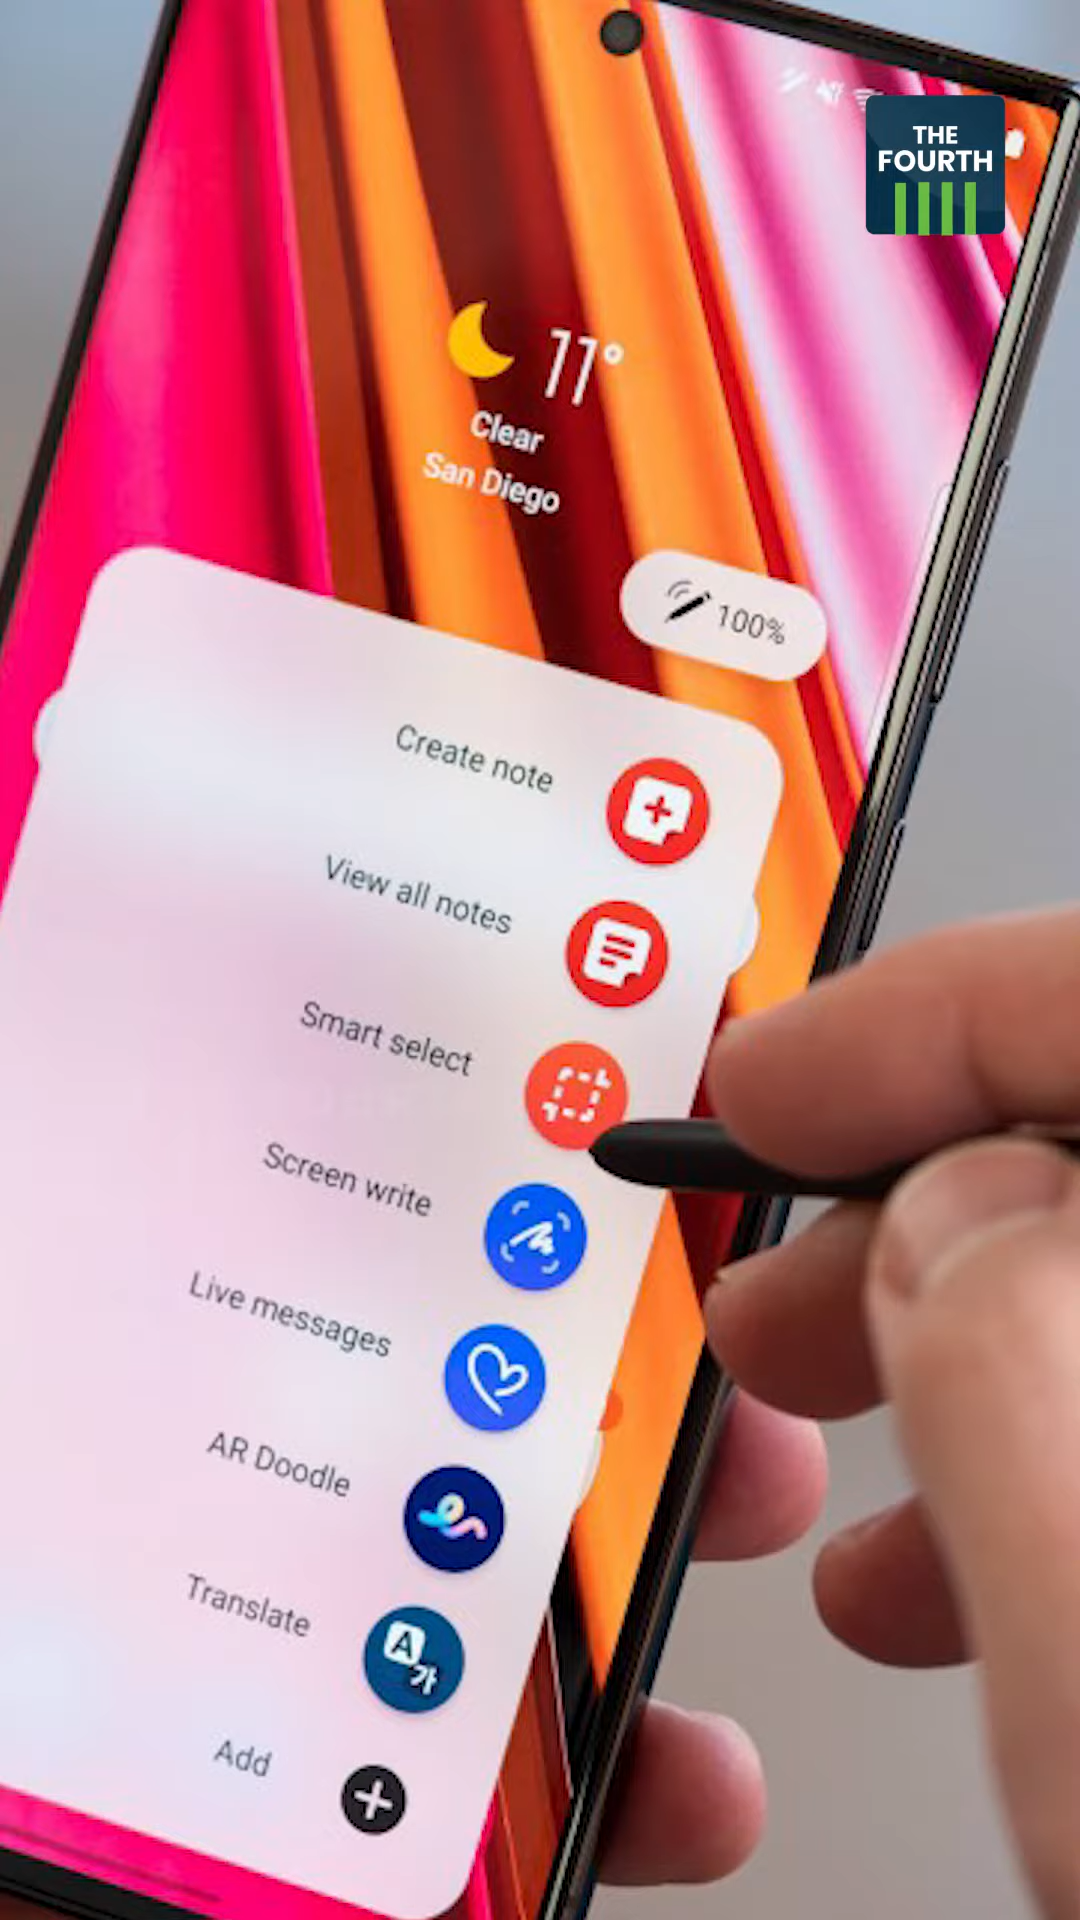 THE
FOURTH
11°
Clear
San Diego
100%
Create note
View all notes
Smart select
Screen write
Live messages
AR Doodle
Translate
A
가
Add